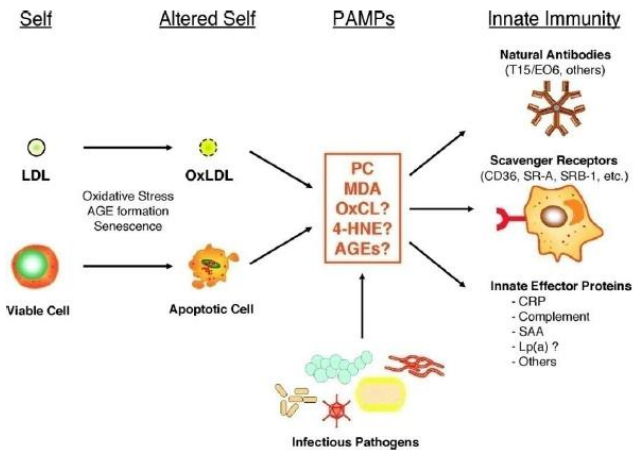 Self
Altered Self
PAMPs
Innate Immunity
LDL
OxLDL
Oxidative Stress
AGE formation
Senescence
Viable Cell
Apoptotic Cell
PC
MDA
OxCL?
4-HNE?
AGEs?
Infectious Pathogens
Natural Antibodies
(T15/EO6, others)
Scavenger Receptors
(CD36, SR-A, SRB-1, etc.)
Innate Effector Proteins
- CRP
- Complement
- SAA
- Lp(a) ?
- Others